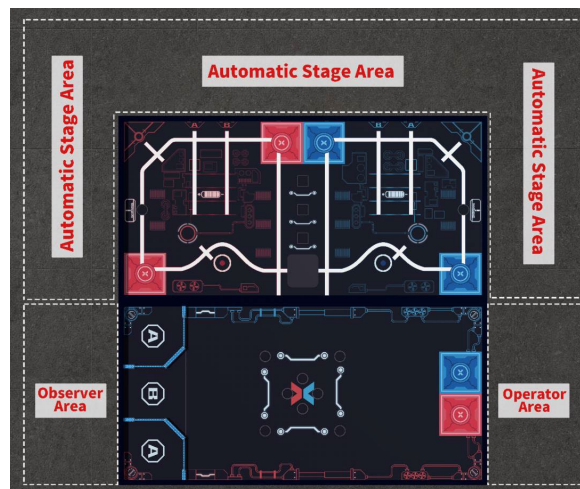 Automatic Stage Area
Automatic Stage Area
Automatic Stage Area
A B
B A
A
B
A
Observer
Area
Operator
Area